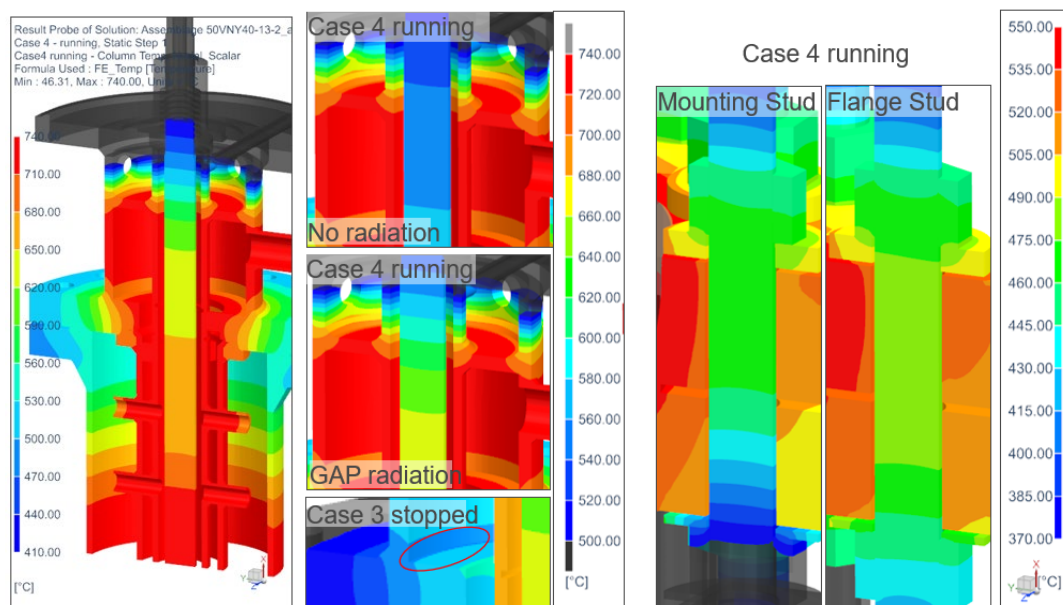 Result Probe of Solution: Assemblage 50VNY40-13-2_a
Case 4 - running, Static Step 1
Case4 running - Column Temp
Scalar
Formula Used : FE_Temp [Temperature]
Min : 46.31, Max : 740.00,
740.00
710.00
680.00
650.00
620.00
590.00
560.00
530.00
500.00
470.00
440.00
410.00
[°C]
X
Y
Z
Case 4 running
No radiation
Case 4 running
GAP radiation
Case 3 stopped
740.00
720.00
700.00
680.00
660.00
640.00
620.00
600.00
580.00
560.00
540.00
520.00
500.00
[°C]
Case 4 running
Mounting Stud
Flange Stud
550.00
535.00
520.00
505.00
490.00
475.00
460.00
445.00
430.00
415.00
400.00
385.00
370.00
[°C]
X
Y
Z